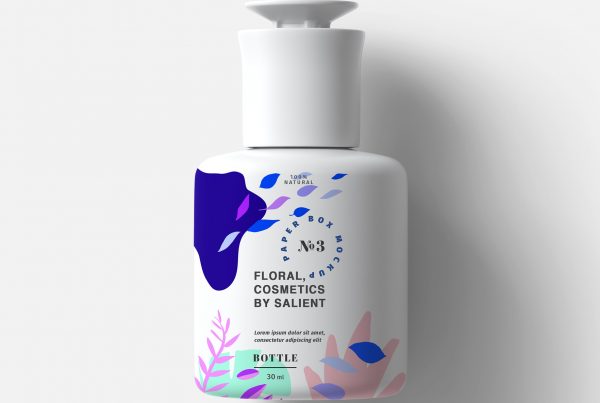 100%
NATURAL
PAPER BOX MOCKUP
№3
FLORAL,
COSMETICS
BY SALIENT
Lorem ipsum dolor sit amet,
consectetur adipiscing elit
BOTTLE
30 ml